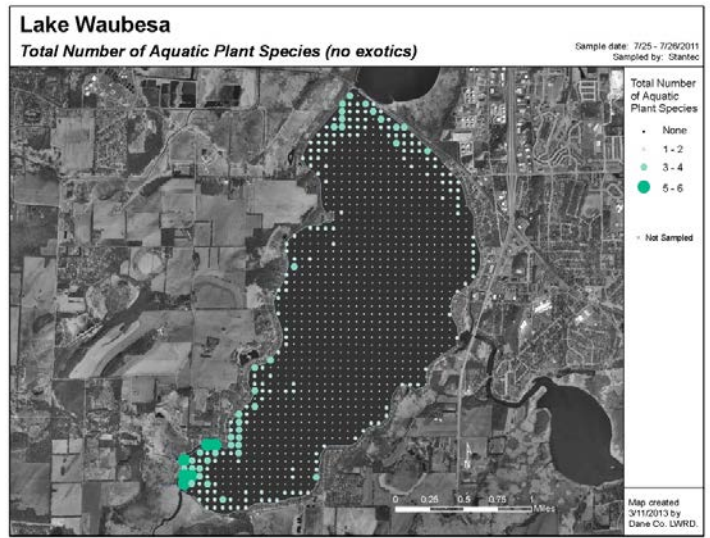 Lake Waubesa
Total Number of Aquatic Plant Species (no exotics)
Sample date: 7/25 - 7/26/2011
Sampled by: Stantec
Total Number
of Aquatic
Plant Species
None
1 - 2
3 - 4
5 - 6
Not Sampled
0 0.25 0.5 0.75 1
Miles
Map created
3/11/2013 by
Dane Co. LWRD.